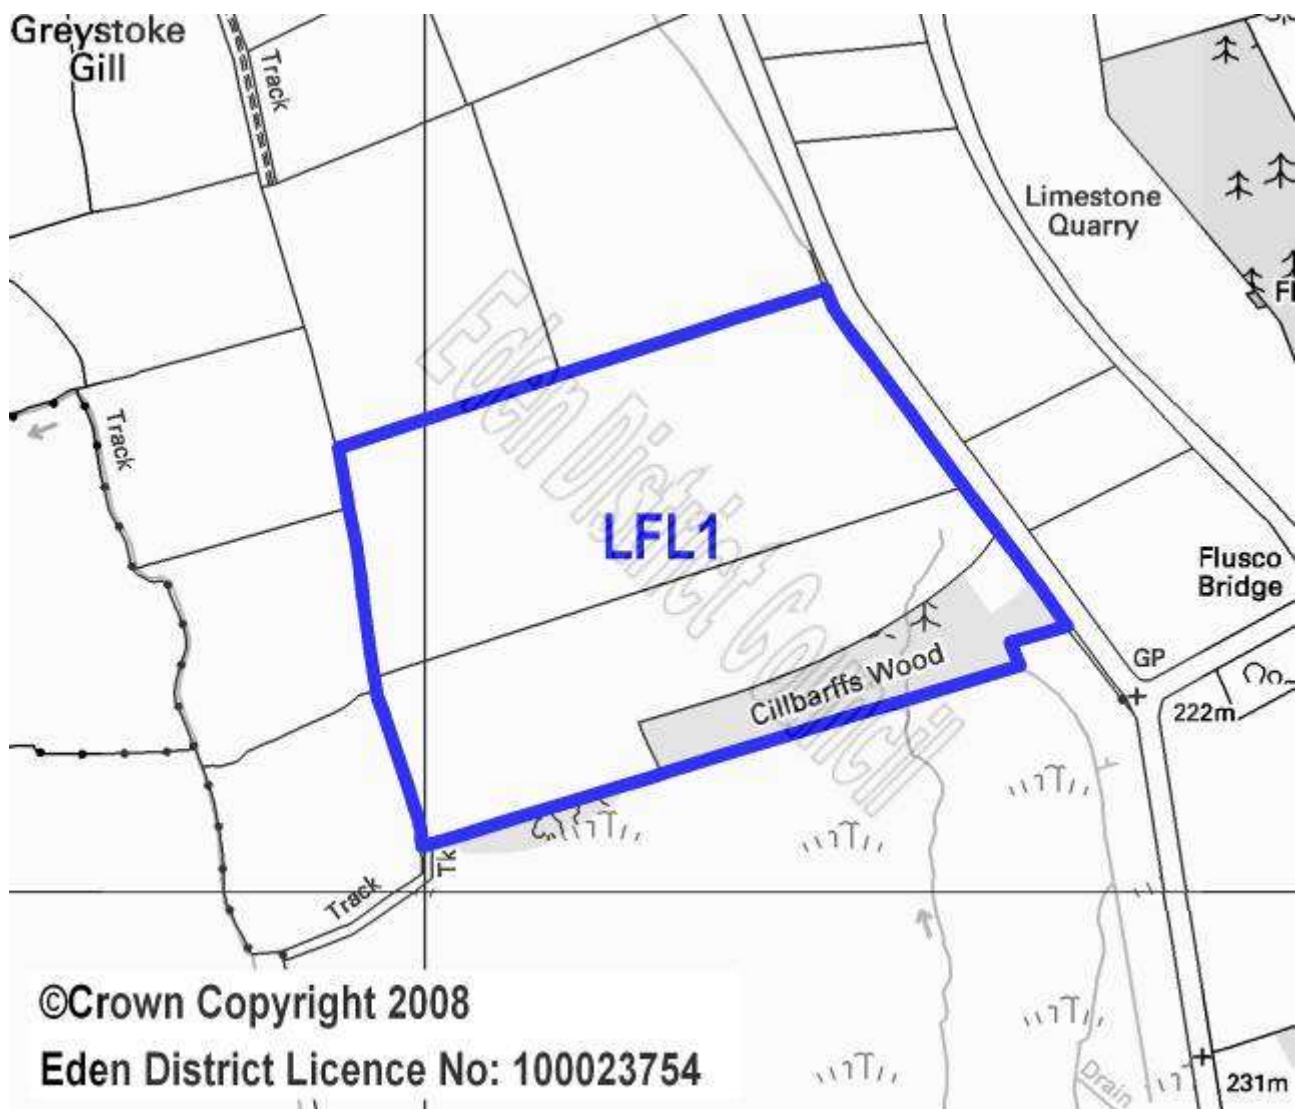 Greystoke
Gill
Track
Limestone
Quarry
Track
Eden District Council
LFL1
Flusco
Bridge
Cillbarffs Wood
GP
222m
Tk
Track
©Crown Copyright 2008
Eden District Licence No: 100023754
Drain
231m